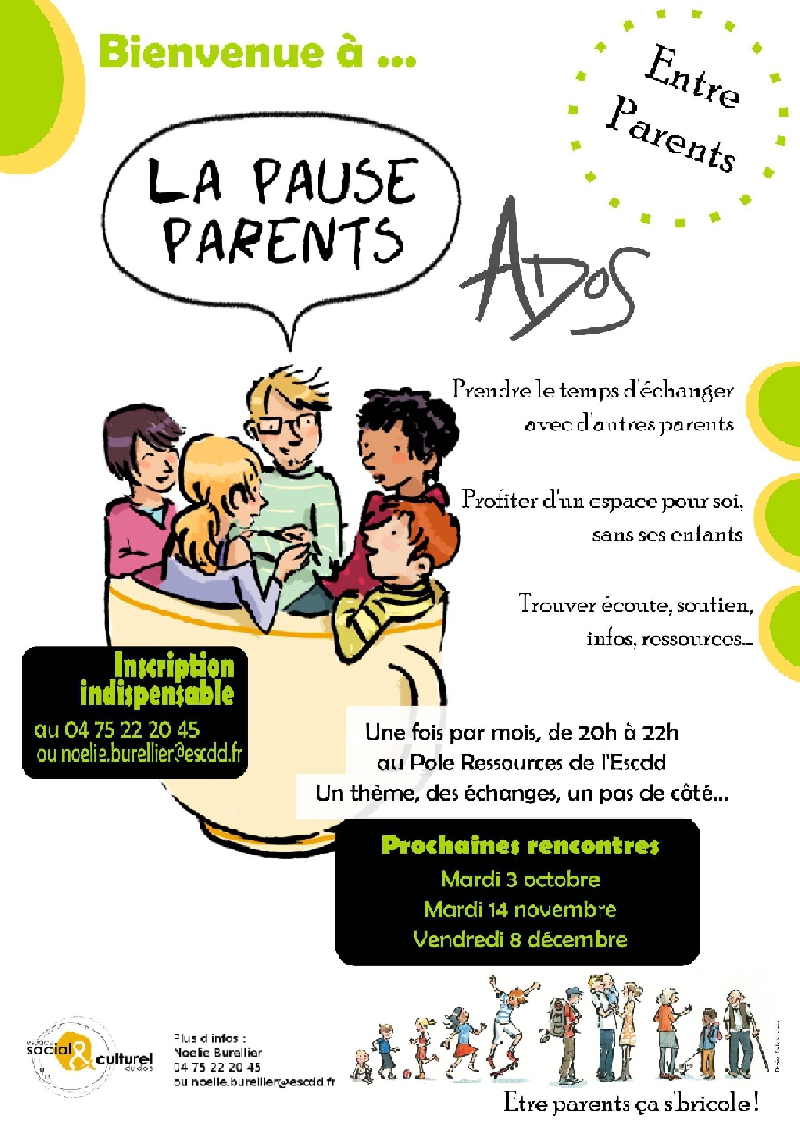 Bienvenue à ...
Entre
Parents
LA PAUSE
PARENTS
ADOS
Prendre le temps d'échanger
avec d'autres parents
Profiter d'un espace pour soi,
sans ses enfants
Trouver écoute, soutien,
infos, ressources...
Inscription
indispensable
au 04 75 22 20 45
ou noelie.burellier@escdd.fr
Une fois par mois, de 20h à 22h
au Pole Ressources de l'Escdd
Un thème, des échanges, un pas de côté...
Prochaines rencontres
Mardi 3 octobre
Mardi 14 novembre
Vendredi 8 décembre
social & culturel
Plus d'infos :
Noelie Burellier
04 75 22 20 45
ou noelie.burellier@escdd.fr
Etre parents ça s'bricole !